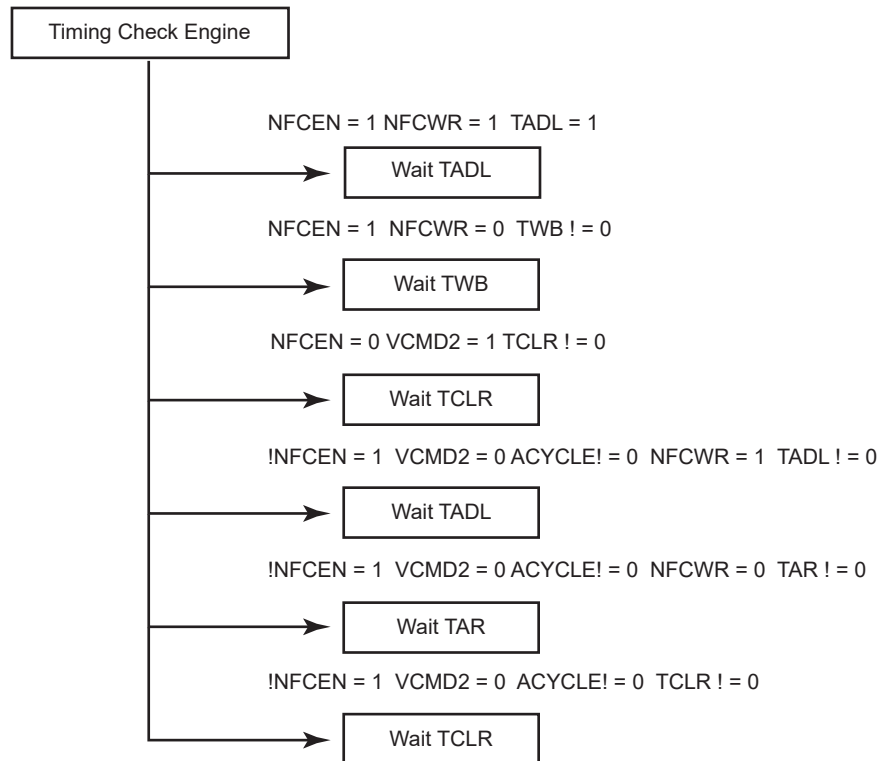 Timing Check Engine
NFCEN = 1 NFCWR = 1 TADL = 1
Wait TADL
NFCEN = 1 NFCWR = 0 TWB ! = 0
Wait TWB
NFCEN = 0 VCMD2 = 1 TCLR ! = 0
Wait TCLR
!NFCEN = 1 VCMD2 = 0 ACYCLE! = 0 NFCWR = 1 TADL ! = 0
Wait TADL
!NFCEN = 1 VCMD2 = 0 ACYCLE! = 0 NFCWR = 0 TAR ! = 0
Wait TAR
!NFCEN = 1 VCMD2 = 0 ACYCLE! = 0 TCLR ! = 0
Wait TCLR